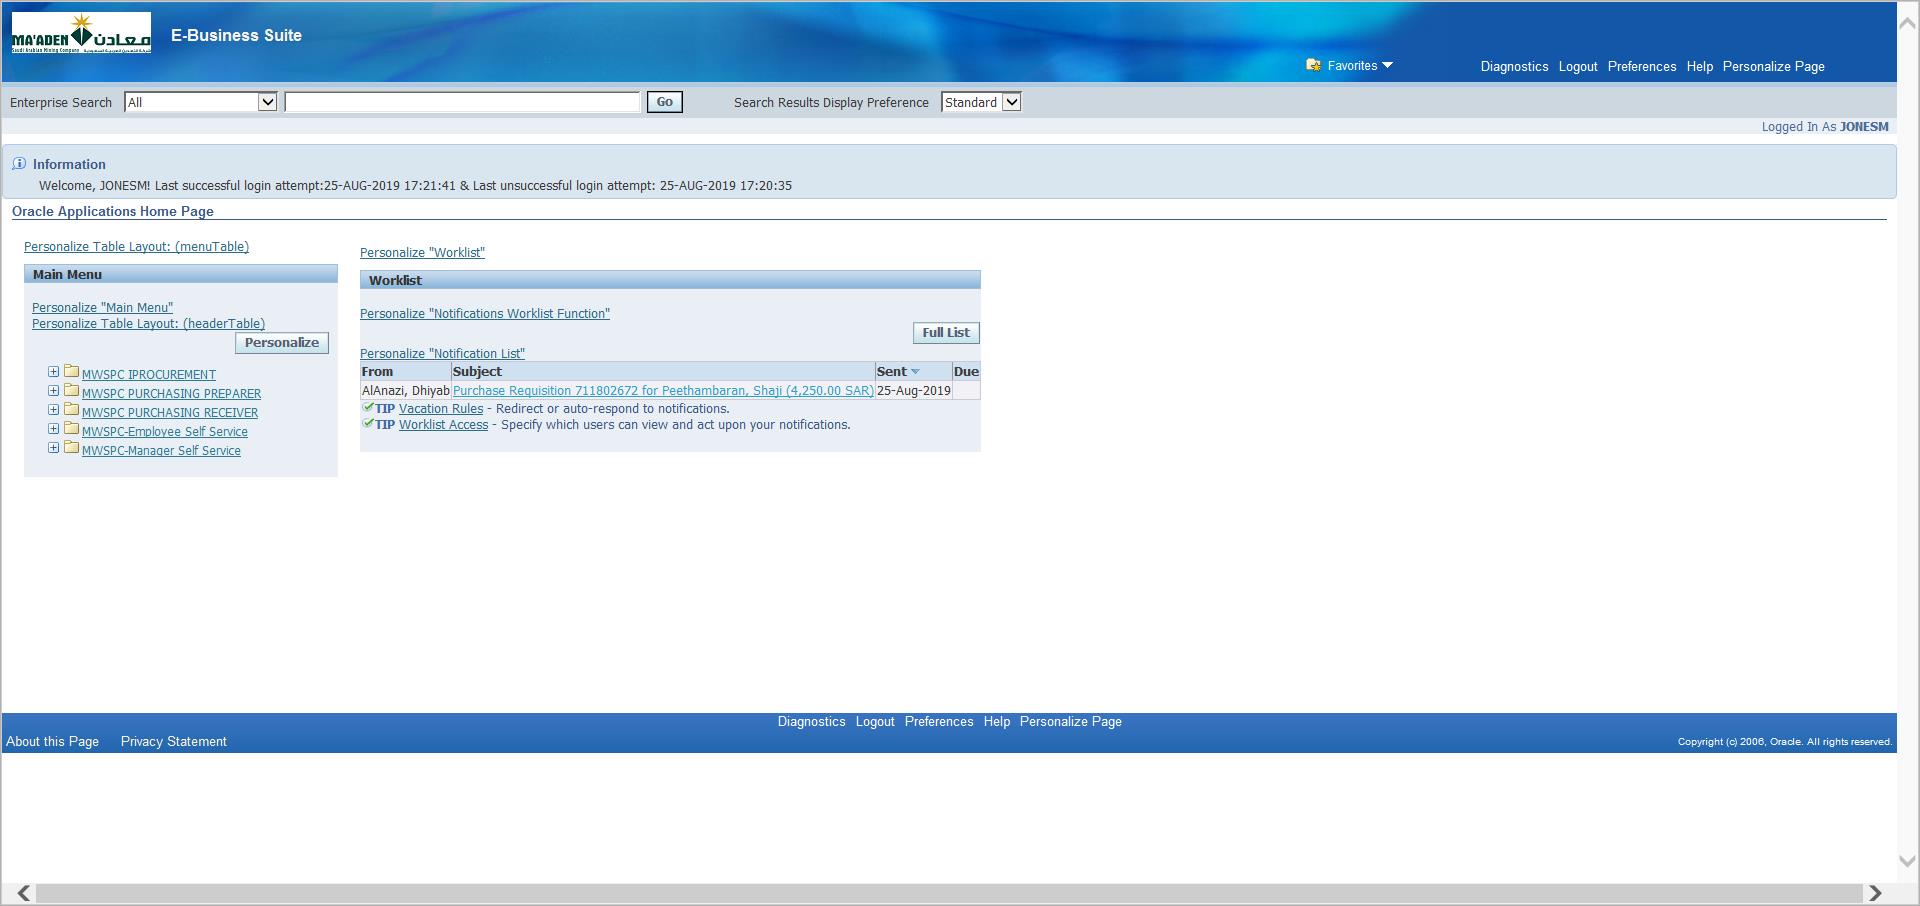 MA'ADEN معادن
Saudi Arabian Mining Company
E-Business Suite
Favorites
Diagnostics Logout Preferences Help Personalize Page
Enterprise Search All Go Search Results Display Preference Standard
Logged In As JONESM
Information
Welcome, JONESM! Last successful login attempt:25-AUG-2019 17:21:41 & Last unsuccessful login attempt: 25-AUG-2019 17:20:35
Oracle Applications Home Page
Personalize Table Layout: (menuTable)
Main Menu
Personalize "Main Menu"
Personalize Table Layout: (headerTable)
Personalize
MWSPC IPROCUREMENT
MWSPC PURCHASING PREPARER
MWSPC PURCHASING RECEIVER
MWSPC-Employee Self Service
MWSPC-Manager Self Service
Personalize "Worklist"
Worklist
Personalize "Notifications Worklist Function"
Full List
Personalize "Notification List"
From Subject Sent Due
AlAnazi, Dhiyab Purchase Requisition 711802672 for Peethambaran, Shaji (4,250.00 SAR) 25-Aug-2019
TIP Vacation Rules - Redirect or auto-respond to notifications.
TIP Worklist Access - Specify which users can view and act upon your notifications.
Diagnostics Logout Preferences Help Personalize Page
About this Page Privacy Statement
Copyright (c) 2006, Oracle. All rights reserved.